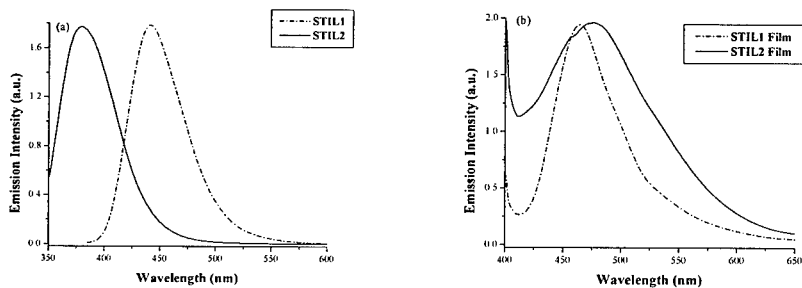 (a)
STIL1
STIL2
Emission Intensity (a.u.)
1.8
1.2
0.6
0.0
350
400
450
500
550
600
Wavelength (nm)
(b)
STIL1 Film
STIL2 Film
Emission Intensity (a.u.)
2.0
1.5
1.0
0.5
0.0
400
450
500
550
600
650
Wavelength (nm)